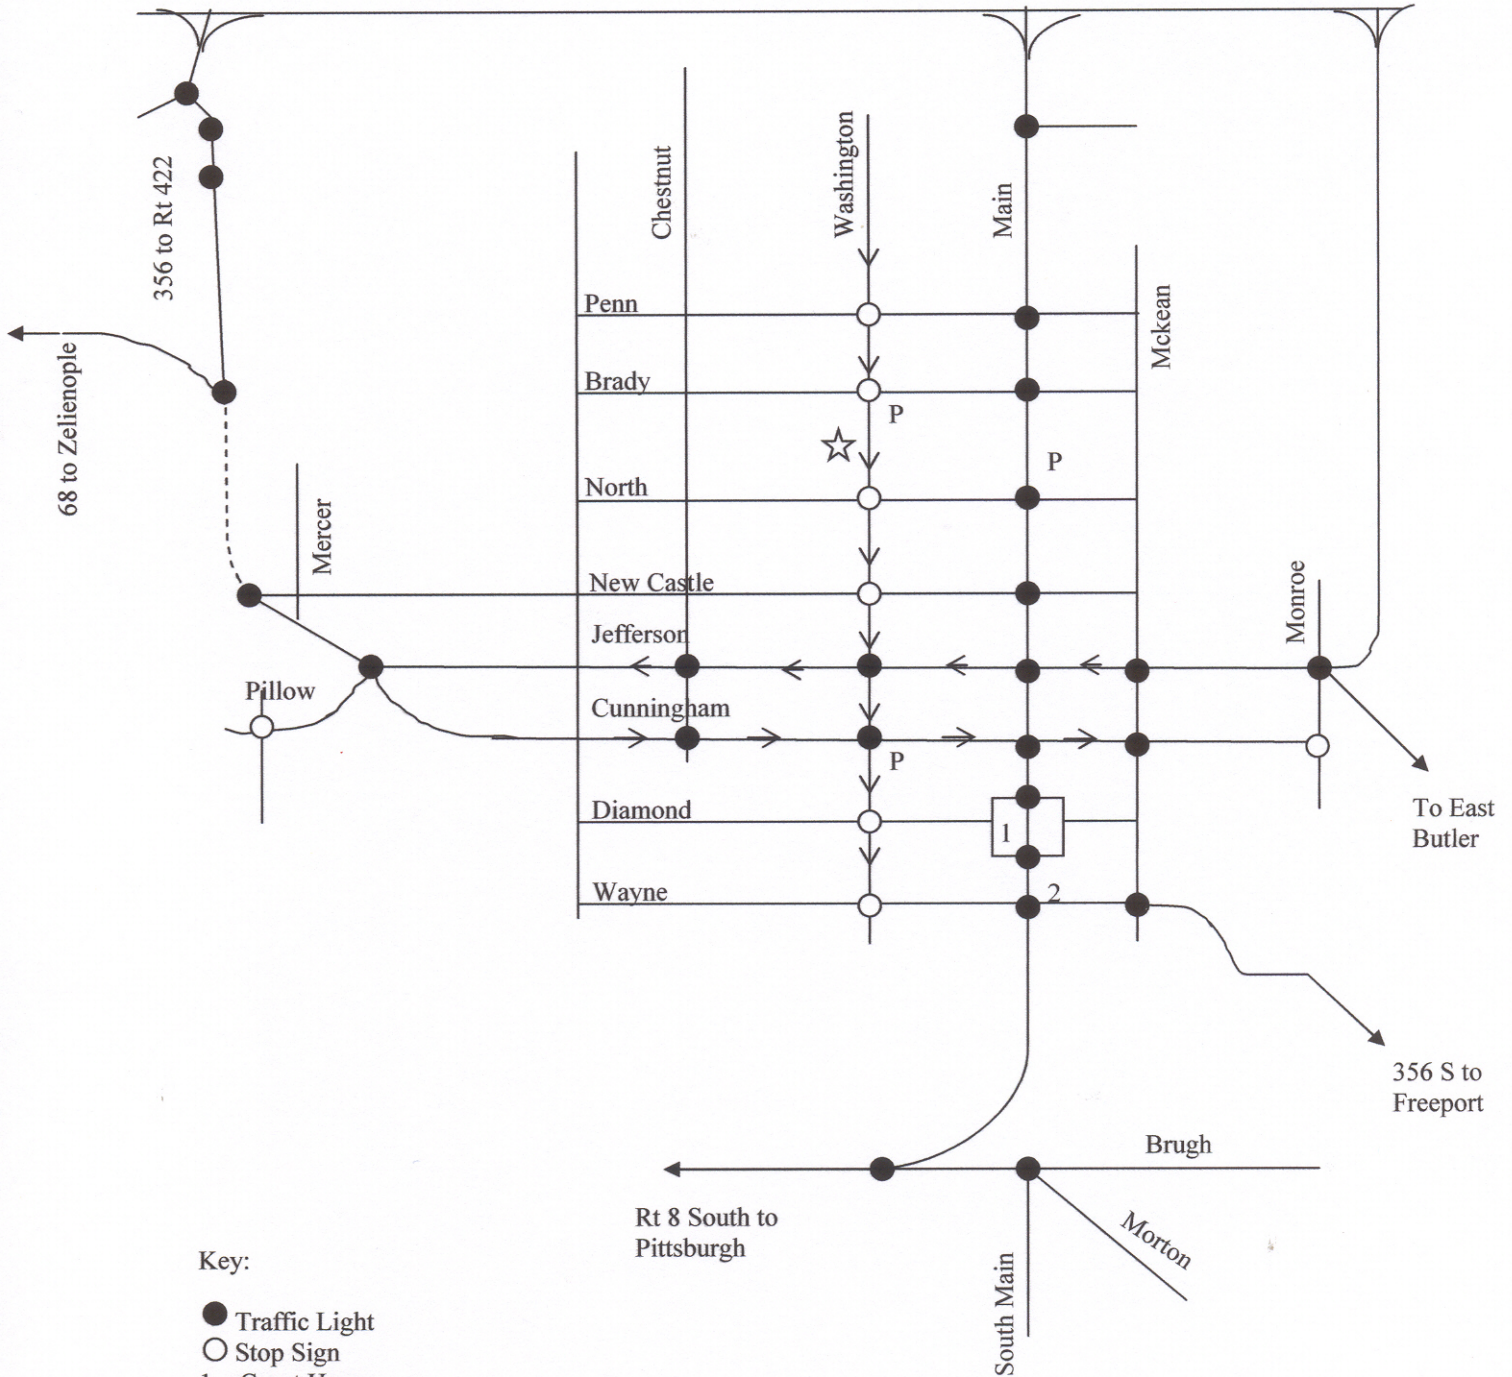 Washington
Chestnut
Main
356 to Rt 422
Penn
Mckean
68 to Zelienople
Brady
P
P
North
Mercer
New Castle
Monroe
Jefferson
Pillow
Cunningham
P
Diamond
1
To East
Butler
Wayne
2
356 S to
Freeport
Brugh
Rt 8 South to
Pittsburgh
Morton
South Main
Key:
Traffic Light
Stop Sign